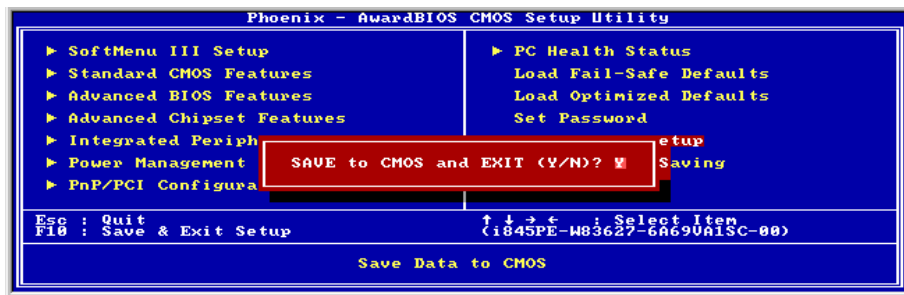 Phoenix - AwardBIOS CMOS Setup Utility
► SoftMenu III Setup
► Standard CMOS Features
► Advanced BIOS Features
► Advanced Chipset Features
► Integrated Periph
► Power Management
► PnP/PCI Configura
► PC Health Status
Load Fail-Safe Defaults
Load Optimized Defaults
Set Password
etup
Saving
SAVE to CMOS and EXIT (Y/N)? Y
Esc : Quit
F10 : Save & Exit Setup
↑ ↓ → ← : Select Item
(i845PE-W83627-6A69VA1SC-00)
Save Data to CMOS